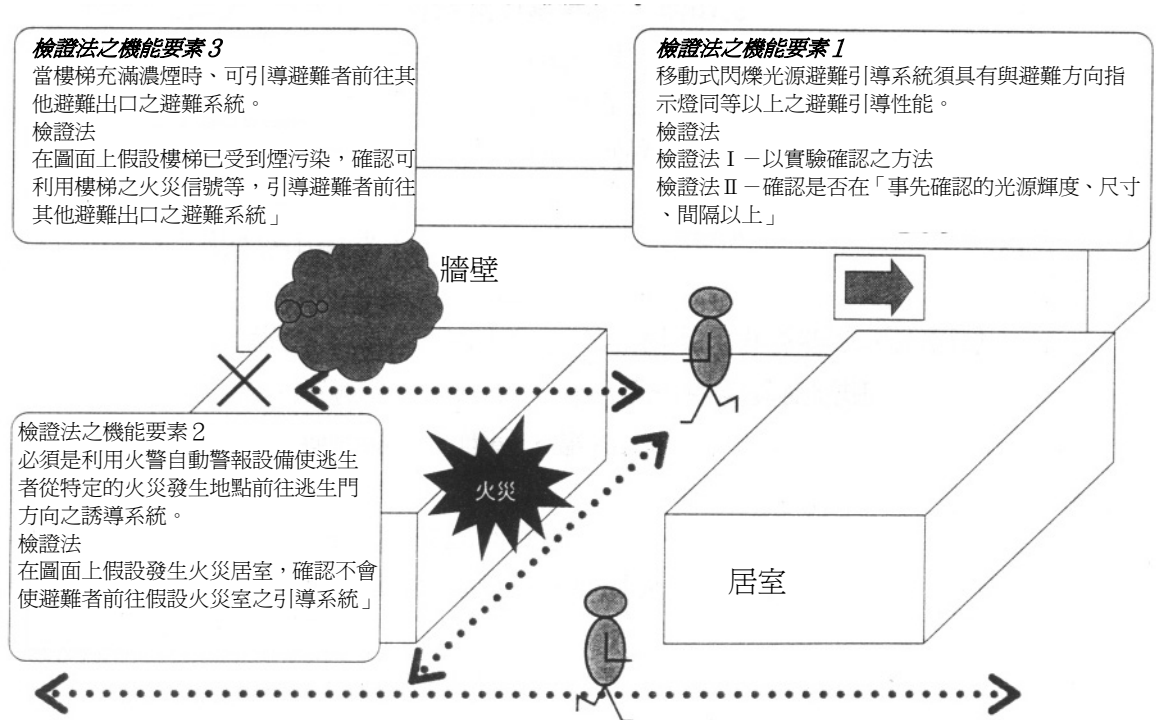 檢證法之機能要素3
當樓梯充滿濃煙時、可引導避難者前往其
他避難出口之避難系統。
檢證法
在圖面上假設樓梯已受到煙污染，確認可
利用樓梯之火災信號等，引導避難者前往
其他避難出口之避難系統」
檢證法之機能要素1
移動式閃爍光源避難引導系統須具有與避難方向指
示燈同等以上之避難引導性能。
檢證法
檢證法Ⅰ－以實驗確認之方法
檢證法Ⅱ－確認是否在「事先確認的光源輝度、尺寸
、間隔以上」
牆壁
檢證法之機能要素2
必須是利用火警自動警報設備使逃生
者從特定的火災發生地點前往逃生門
方向之誘導系統。
檢證法
在圖面上假設發生火災居室，確認不會
使避難者前往假設火災室之引導系統」
火災
居室